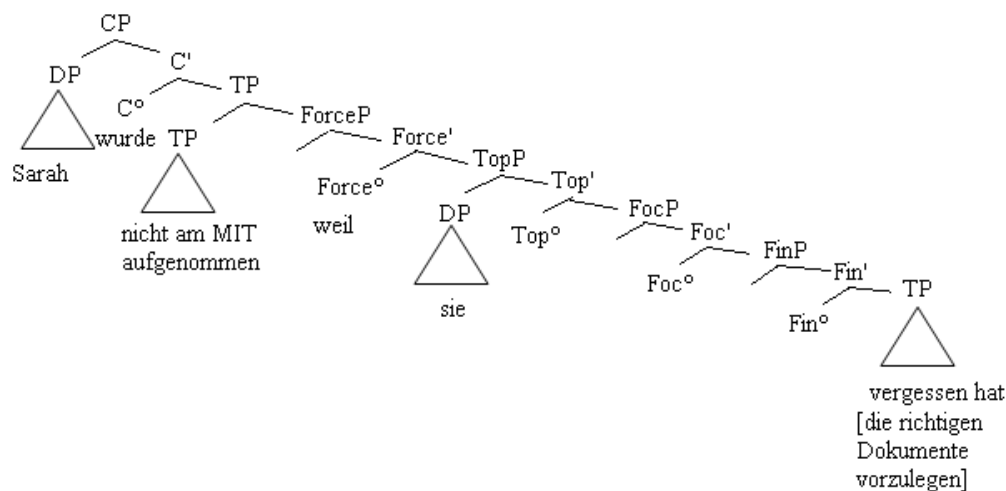 CP
DP
C'
C°
TP
wurde
TP
ForceP
Force'
Sarah
Force°
TopP
weil
DP
Top'
nicht am MIT
aufgenommen
Top°
FocP
sie
Foc'
Foc°
FinP
Fin'
Fin°
TP
vergessen hat
[die richtigen
Dokumente
vorzulegen]